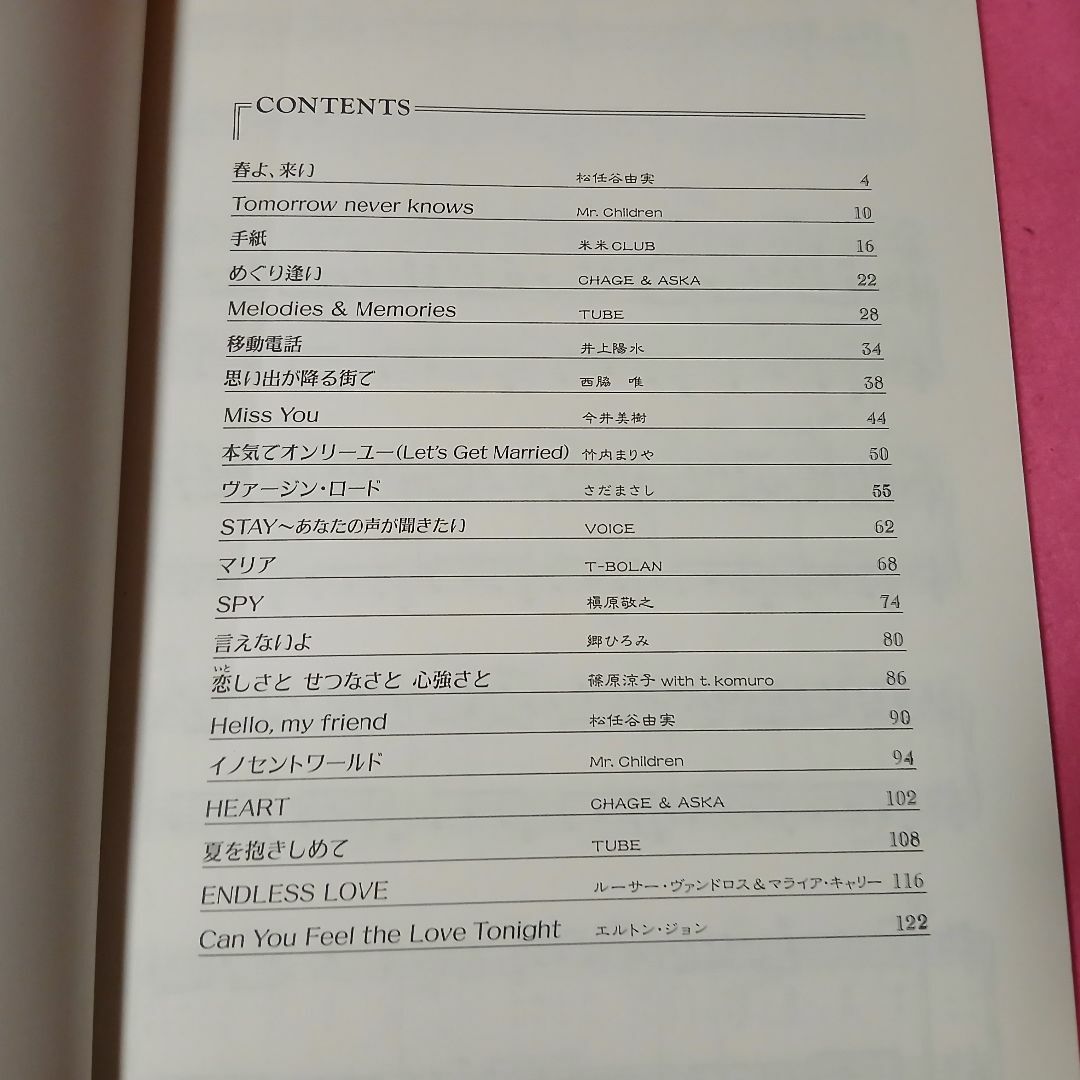 CONTENTS
春よ、来い 松任谷由実 4
Tomorrow never knows Mr. Children 10
手紙 米米CLUB 16
めぐり逢い CHAGE & ASKA 22
Melodies & Memories TUBE 28
移動電話 井上陽水 34
思い出が降る街で 西脇 唯 38
Miss You 今井美樹 44
本気でオンリーユー(Let's Get Married) 竹内まりや 50
ヴァージン・ロード さだまさし 55
STAY〜あなたの声が聞きたい VOICE 62
マリア T-BOLAN 68
SPY 槇原敬之 74
言えないよ 郷ひろみ 80
いと
恋しさと せつなさと 心強さと 篠原涼子 with t. komuro 86
Hello, my friend 松任谷由実 90
イノセントワールド Mr. Children 94
HEART CHAGE & ASKA 102
夏を抱きしめて TUBE 108
ENDLESS LOVE ルーサー・ヴァンドロス&マライア・キャリー 116
Can You Feel the Love Tonight エルトン・ジョン 122